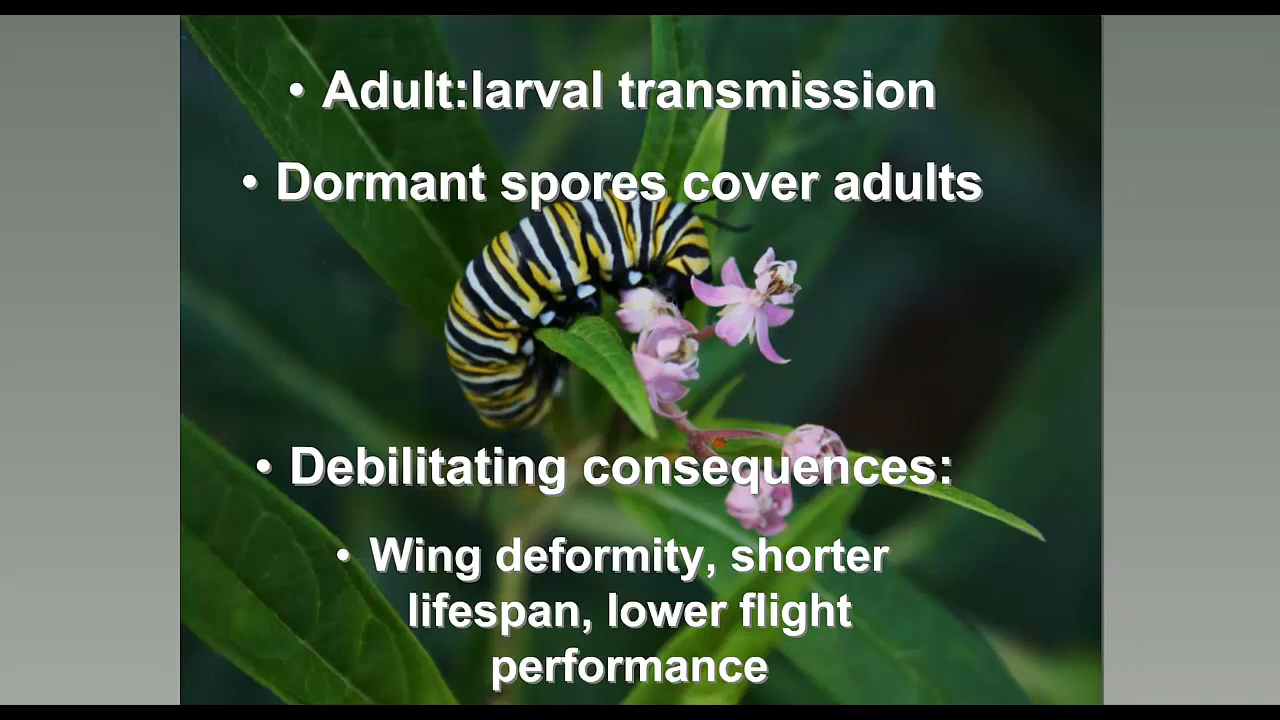 • Adult:larval transmission
• Dormant spores cover adults
• Debilitating consequences:
• Wing deformity, shorter
lifespan, lower flight
performance